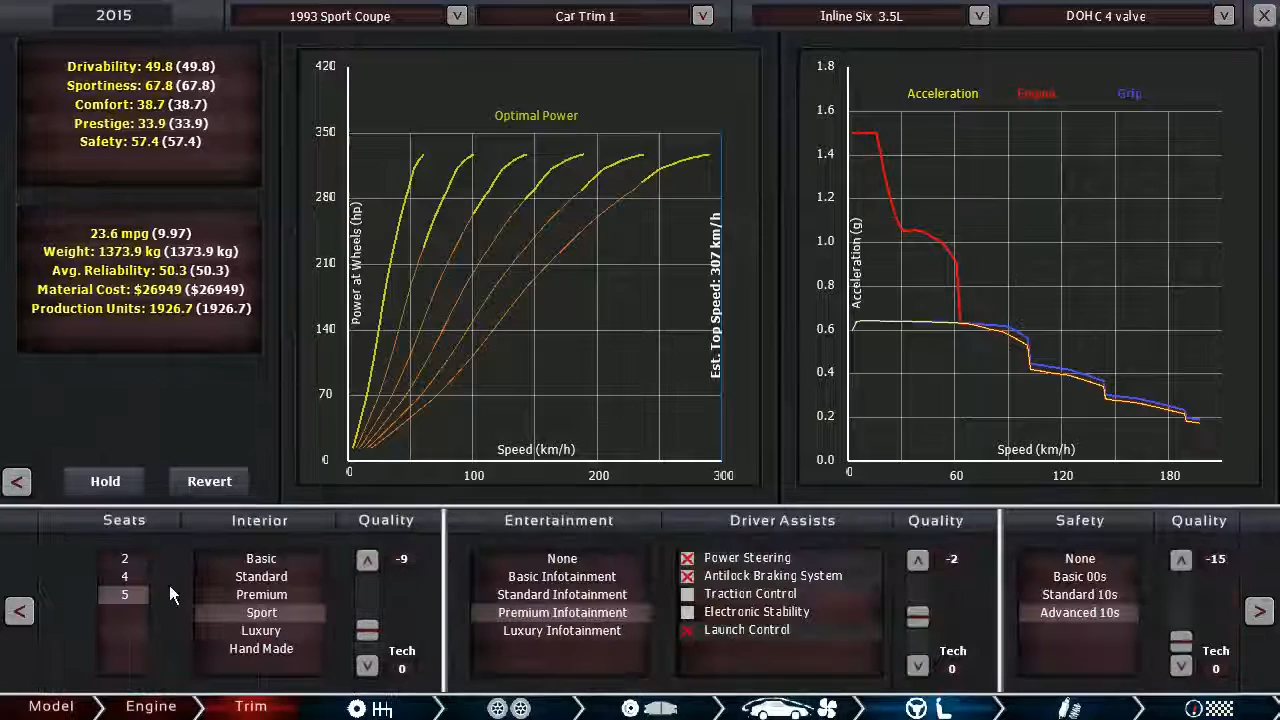 2015
1993 Sport Coupe
Car Trim 1
Inline Six 3.5L
DOHC 4 valve
Drivability: 49.8 (49.8)
Sportiness: 67.8 (67.8)
Comfort: 38.7 (38.7)
Prestige: 33.9 (33.9)
Safety: 57.4 (57.4)
23.6 mpg (9.97)
Weight: 1373.9 kg (1373.9 kg)
Avg. Reliability: 50.3 (50.3)
Material Cost: $26949 ($26949)
Production Units: 1926.7 (1926.7)
Hold
Revert
420
350
280
210
140
70
0
Optimal Power
Power at Wheels (hp)
Est. Top Speed: 307 km/h
Speed (km/h)
0
100
200
300
1.8
1.6
1.4
1.2
1.0
0.8
0.6
0.4
0.2
0.0
Acceleration
Engine
Grip
Acceleration (g)
Speed (km/h)
0
60
120
180
Seats
2
4
5
Interior
Basic
Standard
Premium
Sport
Luxury
Hand Made
Quality
-9
Tech
0
Entertainment
None
Basic Infotainment
Standard Infotainment
Premium Infotainment
Luxury Infotainment
Driver Assists
Power Steering
Antilock Braking System
Traction Control
Electronic Stability
Launch Control
Quality
-2
Tech
0
Safety
None
Basic 00s
Standard 10s
Advanced 10s
Quality
-15
Tech
0
Model
Engine
Trim